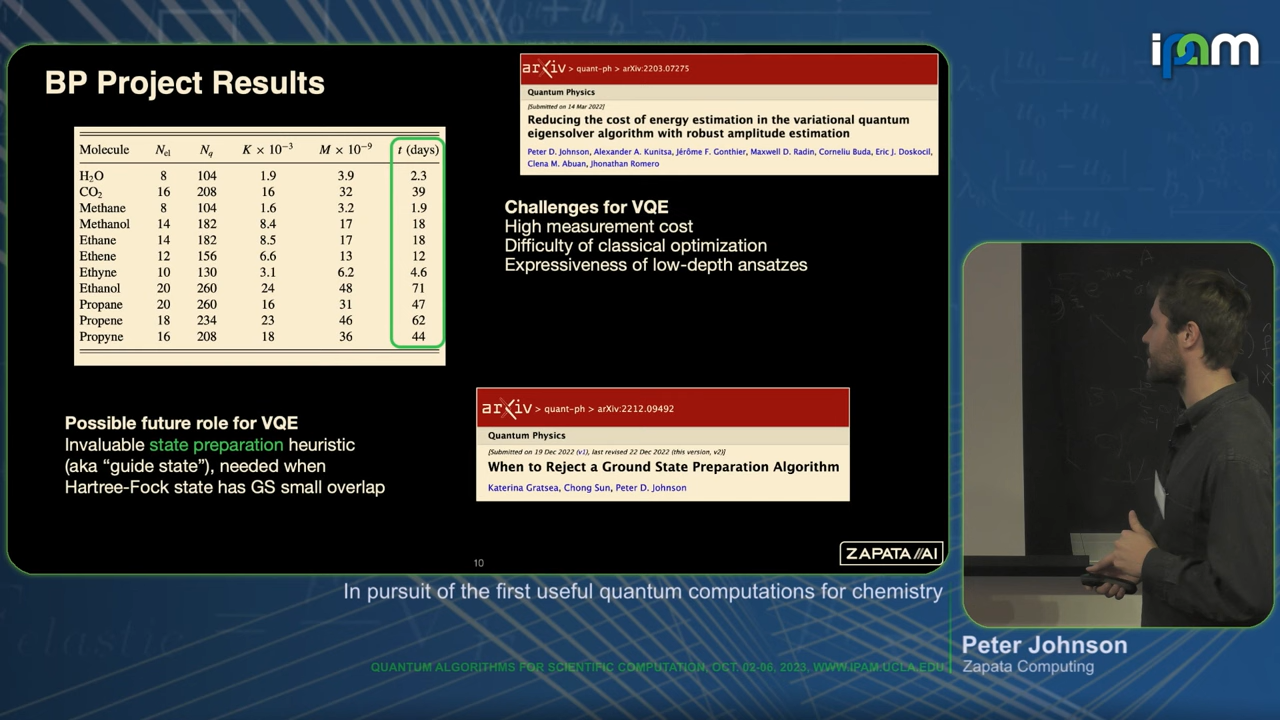 BP Project Results
Molecule Nel Nq K × 10⁻³ M × 10⁻⁹ t (days)
H₂O 8 104 1.9 3.9 2.3
CO₂ 16 208 16 32 39
Methane 8 104 1.6 3.2 1.9
Methanol 14 182 8.4 17 18
Ethane 14 182 8.5 17 18
Ethene 12 156 6.6 13 12
Ethyne 10 130 3.1 6.2 4.6
Ethanol 20 260 24 48 71
Propane 20 260 16 31 47
Propene 18 234 23 46 62
Propyne 16 208 18 36 44
Possible future role for VQE
Invaluable state preparation heuristic
(aka “guide state”), needed when
Hartree-Fock state has GS small overlap
arXiv > quant-ph > arXiv:2203.07275
Quantum Physics
[Submitted on 14 Mar 2022]
Reducing the cost of energy estimation in the variational quantum
eigensolver algorithm with robust amplitude estimation
Peter D. Johnson, Alexander A. Kunitsa, Jérôme F. Gonthier, Maxwell D. Radin, Corneliu Buda, Eric J. Doskocil,
Clena M. Abuan, Jhonathan Romero
Challenges for VQE
High measurement cost
Difficulty of classical optimization
Expressiveness of low-depth ansatzes
arXiv > quant-ph > arXiv:2212.09492
Quantum Physics
[Submitted on 19 Dec 2022 (v1), last revised 22 Dec 2022 (this version, v2)]
When to Reject a Ground State Preparation Algorithm
Katerina Gratsea, Chong Sun, Peter D. Johnson
10
ZAPATA//AI
ipam
In pursuit of the first useful quantum computations for chemistry
Peter Johnson
Zapata Computing
QUANTUM ALGORITHMS FOR SCIENTIFIC COMPUTATION, OCT. 02-06, 2023, WWW.IPAM.UCLA.EDU
elastic